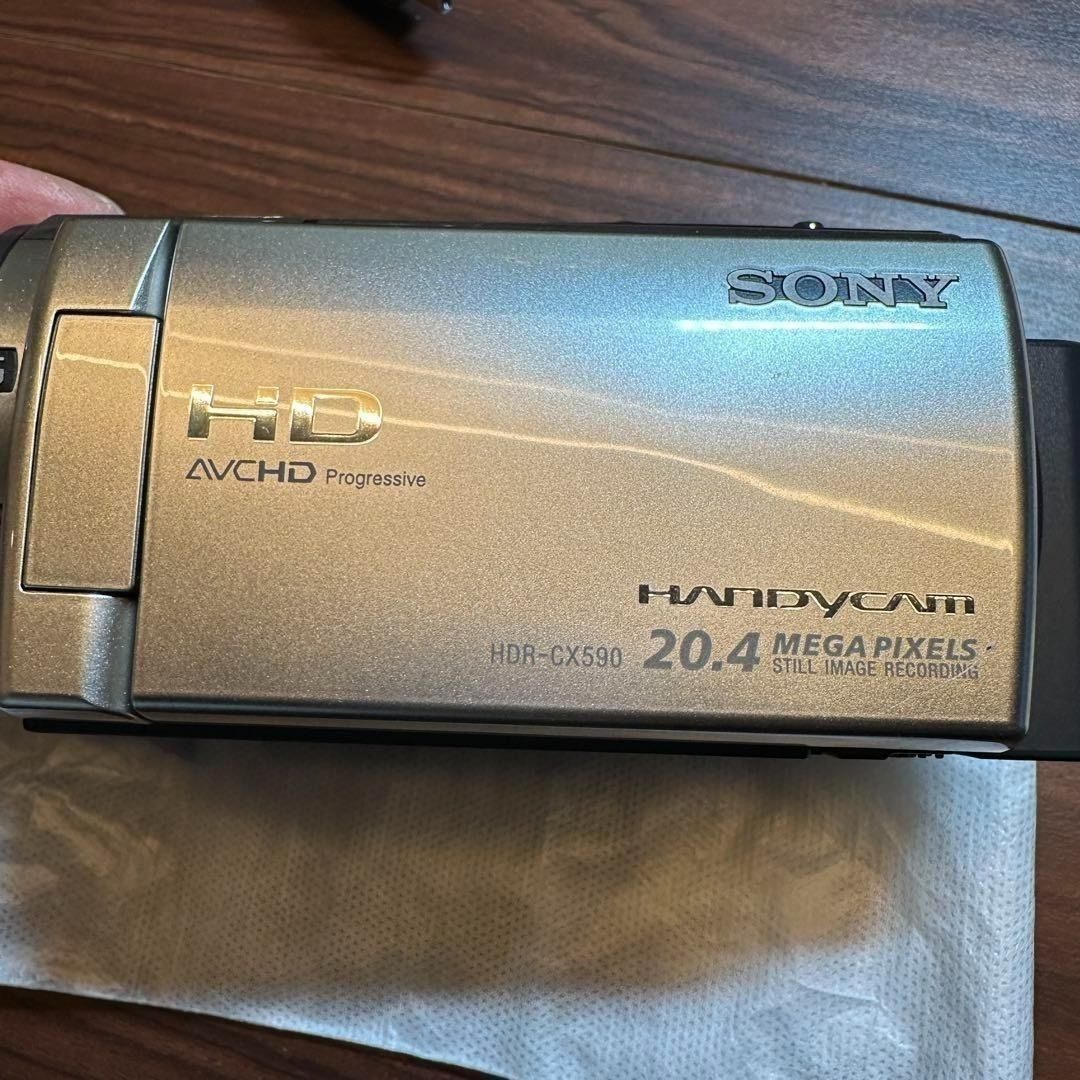 SONY
HD
AVCHD Progressive
HANDYCAM
HDR-CX590 20.4 MEGA PIXELS
STILL IMAGE RECORDING